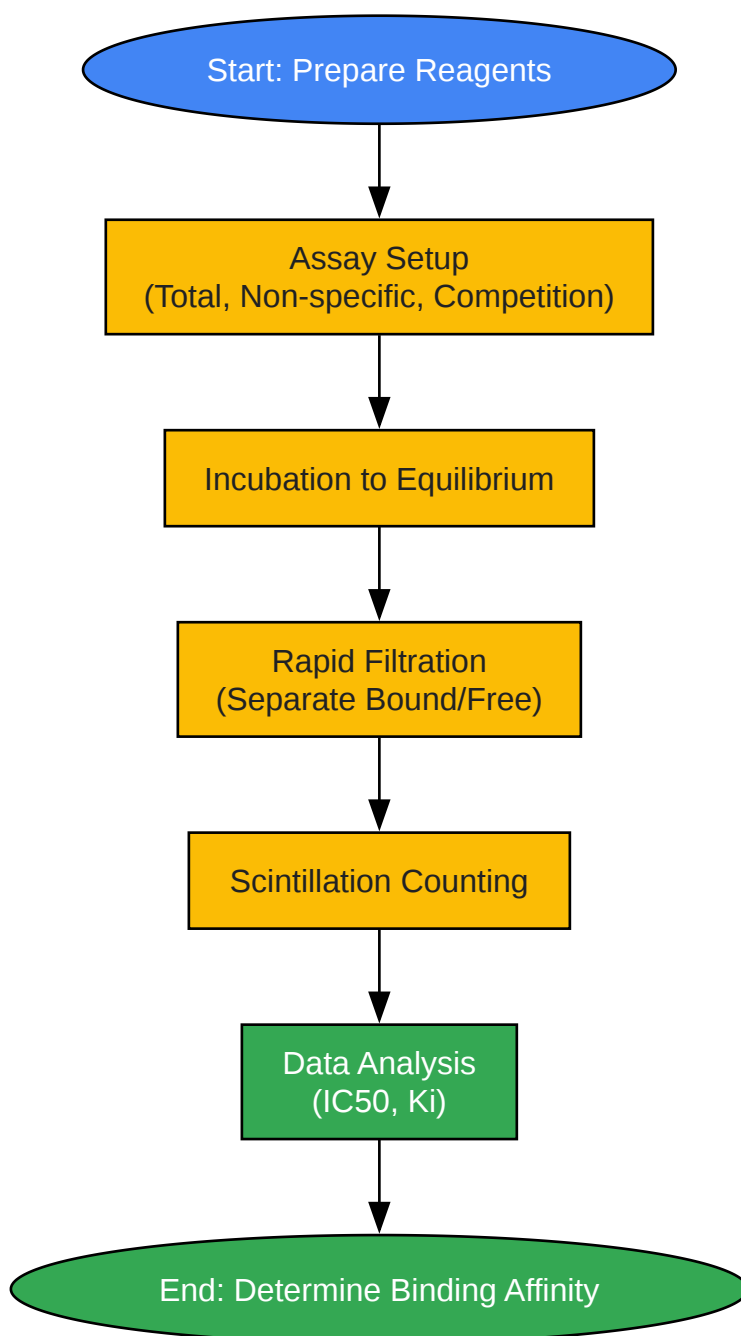 Start: Prepare Reagents
Assay Setup
(Total, Non-specific, Competition)
Incubation to Equilibrium
Rapid Filtration
(Separate Bound/Free)
Scintillation Counting
Data Analysis
(IC50, Ki)
End: Determine Binding Affinity